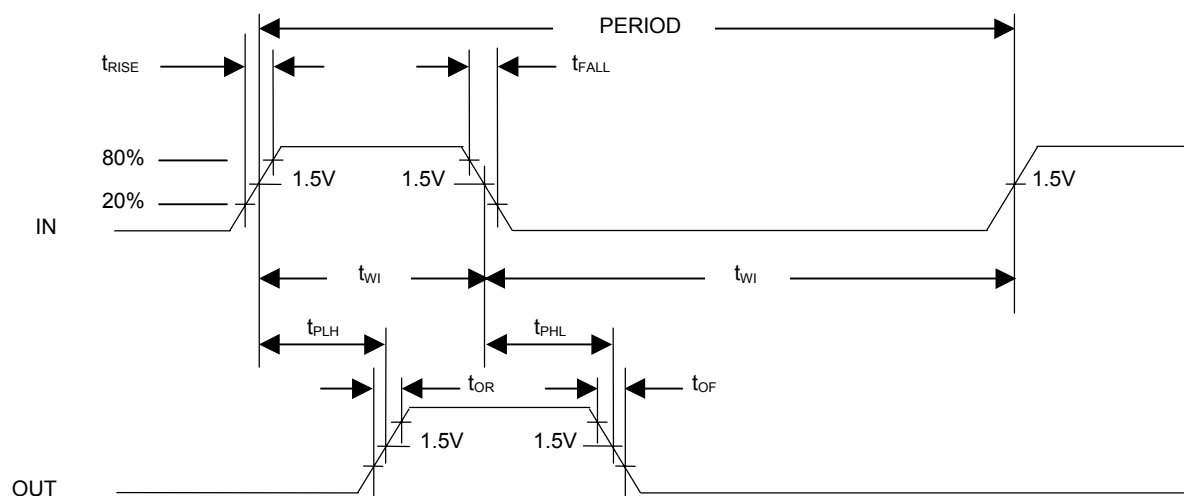 PERIOD
tRISE
tFALL
80%
1.5V 1.5V 1.5V
20%
IN
tWI tWI
tPLH tPHL
tOR tOF
1.5V 1.5V
OUT